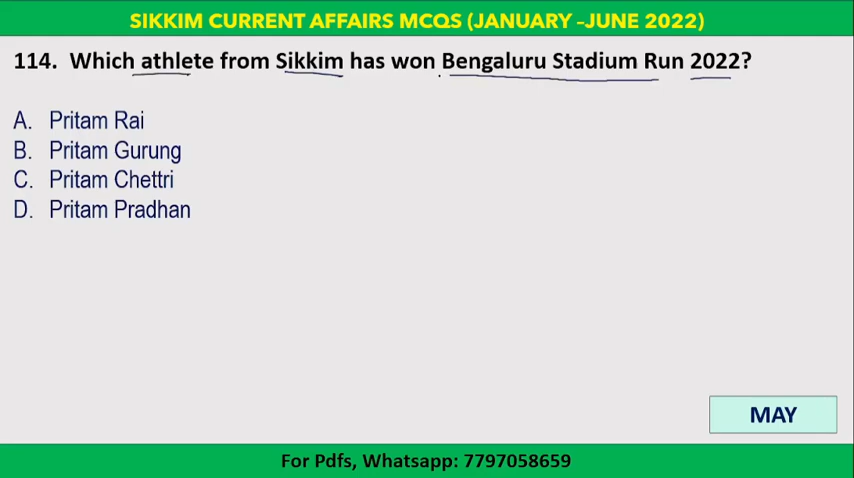 SIKKIM CURRENT AFFAIRS MCQS (JANUARY –JUNE 2022)
114. Which athlete from Sikkim has won Bengaluru Stadium Run 2022?
A. Pritam Rai
B. Pritam Gurung
C. Pritam Chettri
D. Pritam Pradhan
MAY
For Pdfs, Whatsapp: 7797058659